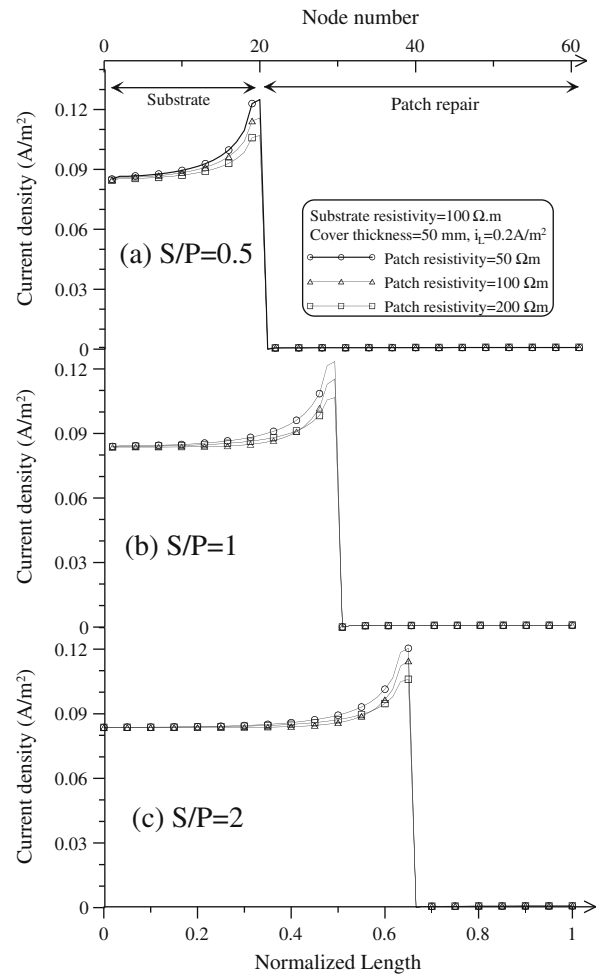 Node number
0 20 40 60
Substrate
Patch repair
Current density (A/m²)
0.12
0.09
0.06
0.03
0
(a) S/P=0.5
Substrate resistivity=100 Ω.m
Cover thickness=50 mm, i_L=0.2A/m²
Patch resistivity=50 Ωm
Patch resistivity=100 Ωm
Patch resistivity=200 Ωm
Current density (A/m²)
0.12
0.09
0.06
0.03
0
(b) S/P=1
Current density (A/m²)
0.12
0.09
0.06
0.03
0
(c) S/P=2
0 0.2 0.4 0.6 0.8 1
Normalized Length